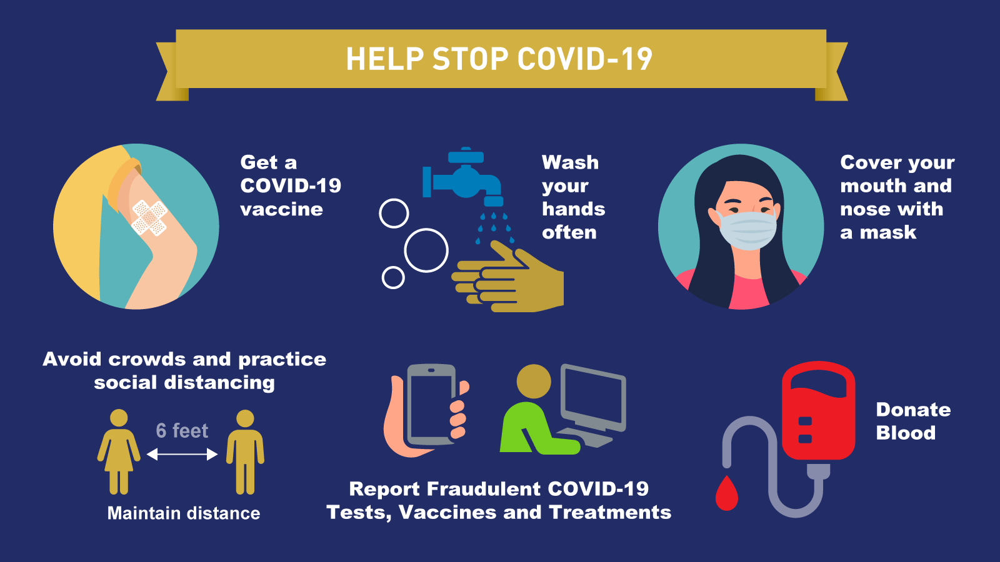 HELP STOP COVID-19
Get a
COVID-19
vaccine
Wash
your
hands
often
Cover your
mouth and
nose with
a mask
Avoid crowds and practice
social distancing
6 feet
Maintain distance
Report Fraudulent COVID-19
Tests, Vaccines and Treatments
Donate
Blood